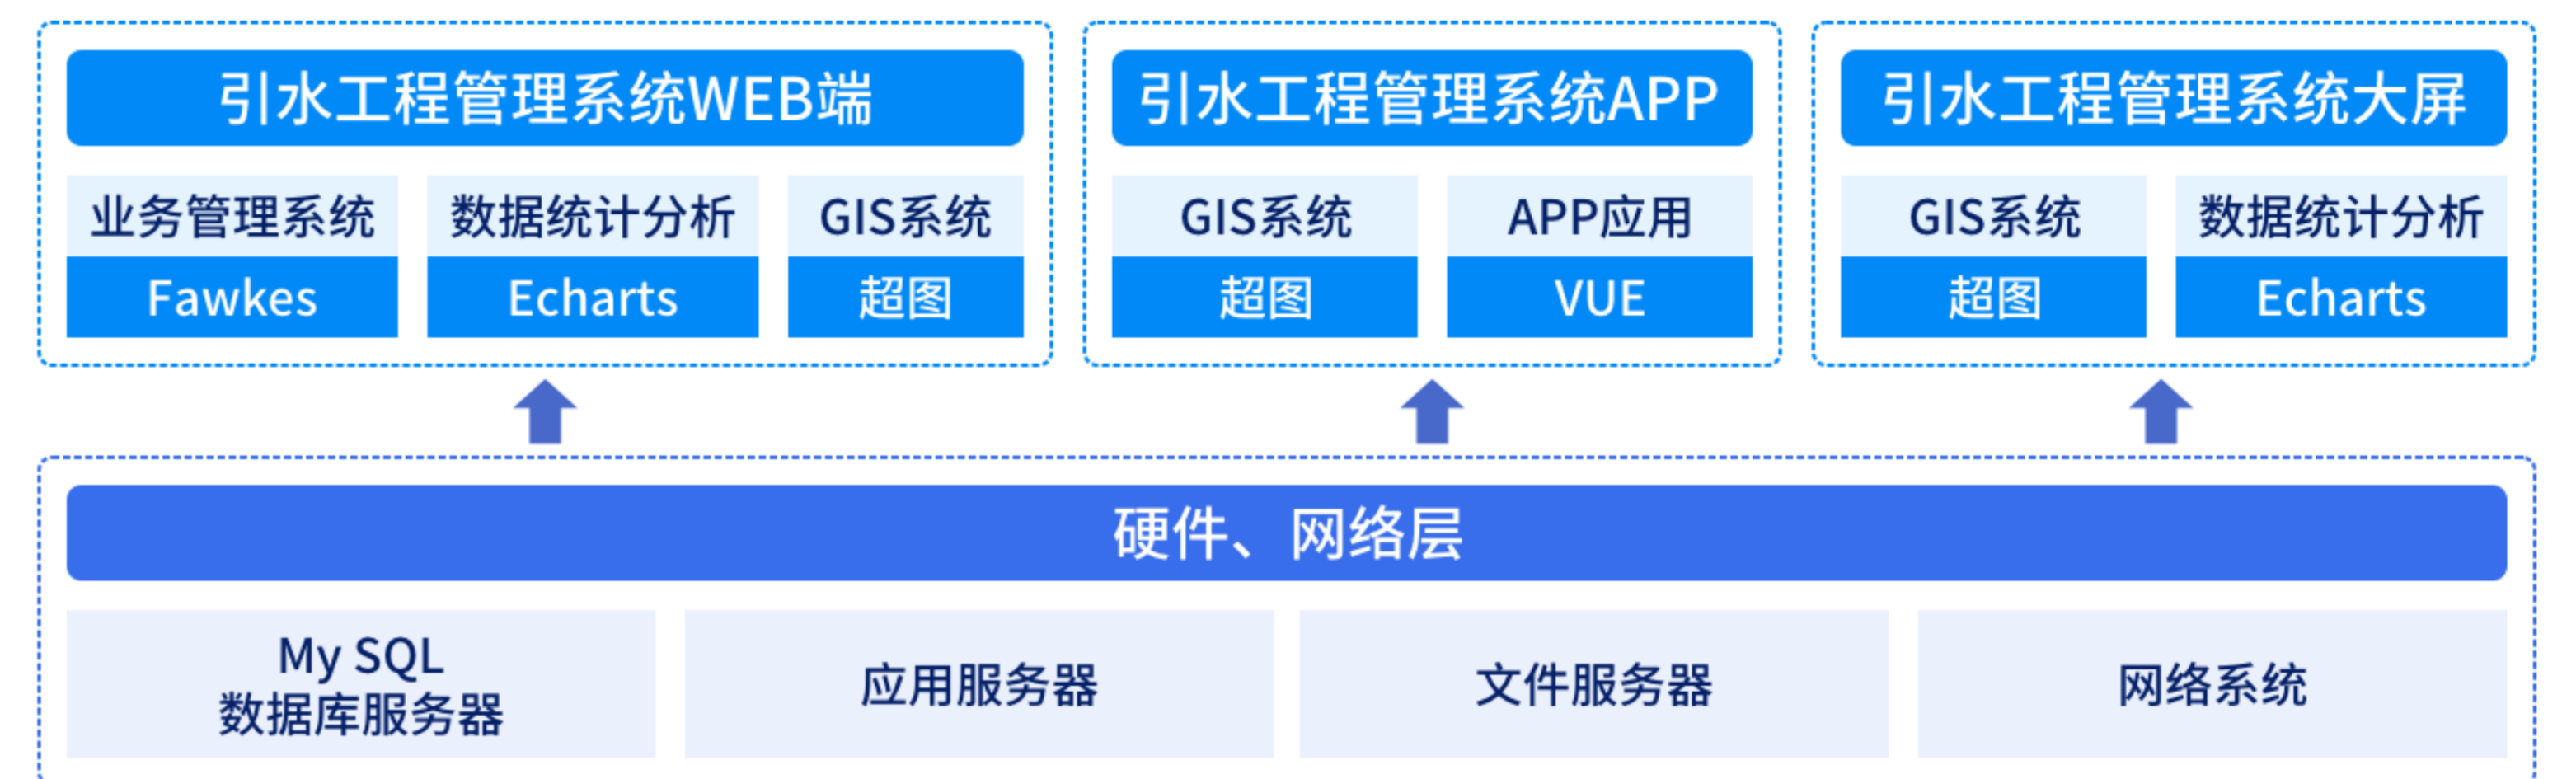 引水工程管理系统WEB端
引水工程管理系统APP
引水工程管理系统大屏
业务管理系统
数据统计分析
GIS系统
GIS系统
APP应用
GIS系统
数据统计分析
Fawkes
Echarts
超图
超图
VUE
超图
Echarts
硬件、网络层
My SQL
数据库服务器
应用服务器
文件服务器
网络系统